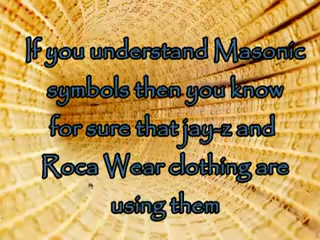 If you understand Masonic
symbols then you know
for sure that jay-z and
Roca Wear clothing are
using them